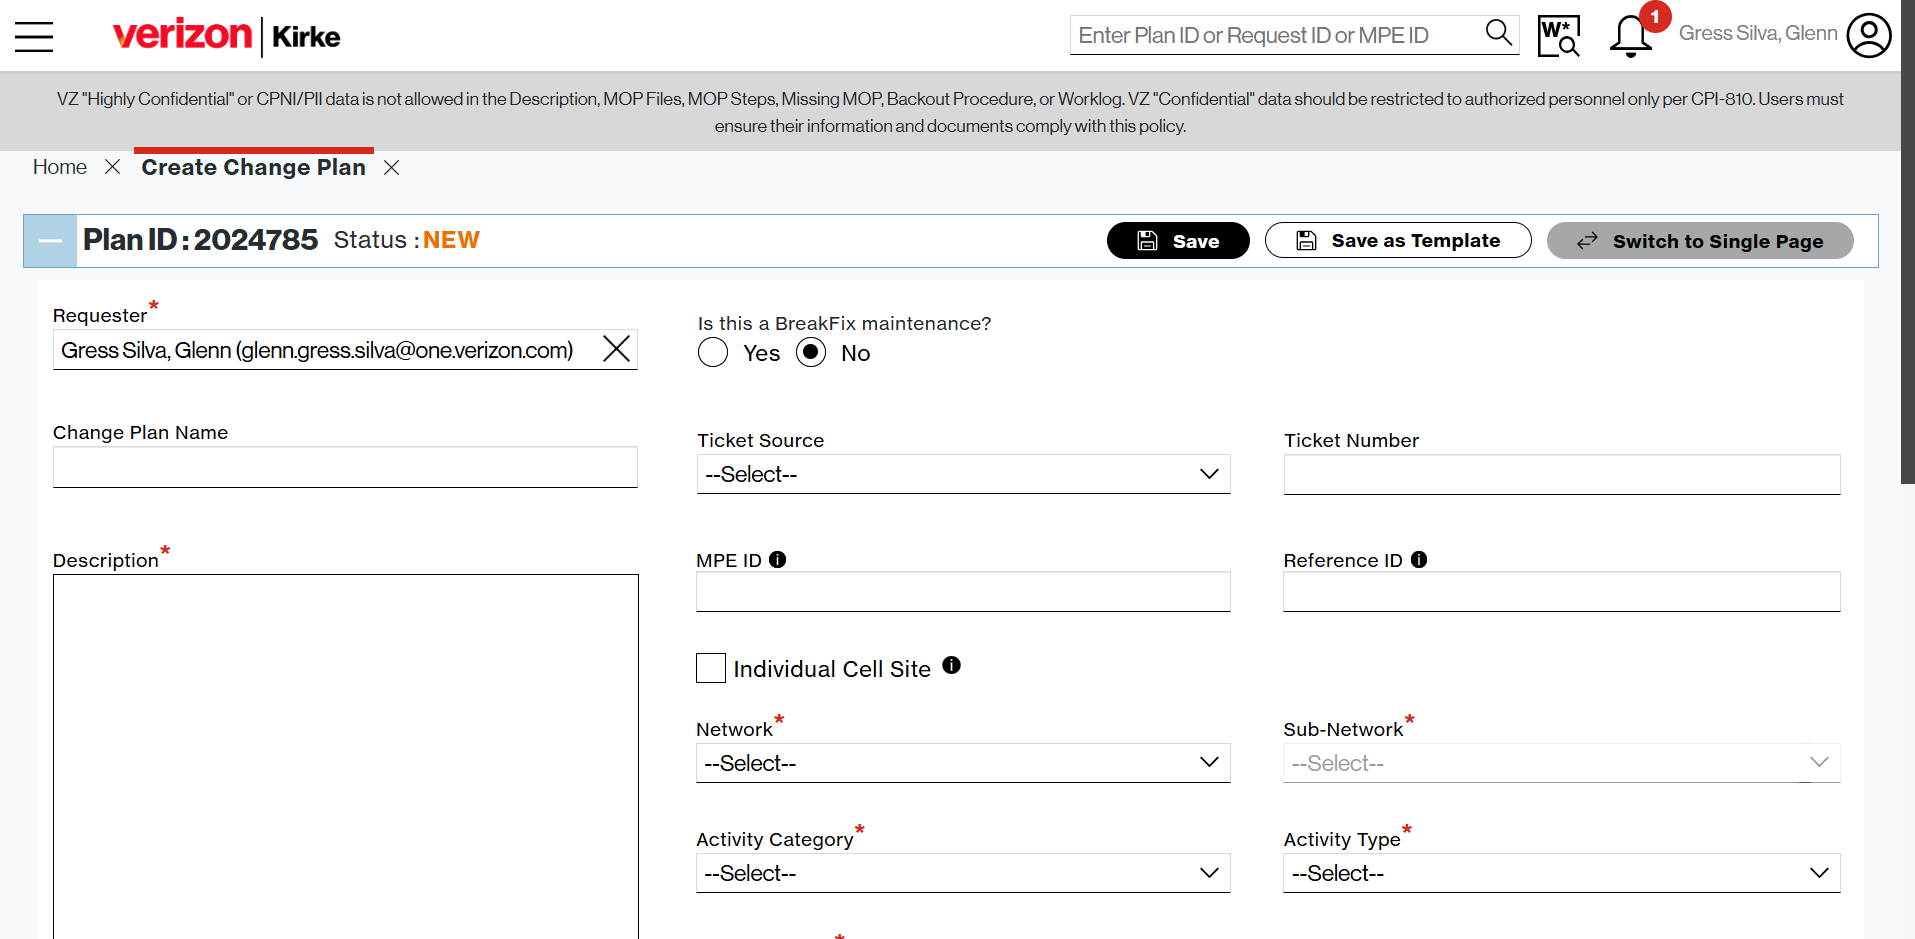 verizon | Kirke
Enter Plan ID or Request ID or MPE ID
W*
1
Gress Silva, Glenn
VZ "Highly Confidential" or CPNI/PII data is not allowed in the Description, MOP Files, MOP Steps, Missing MOP, Backout Procedure, or Worklog. VZ "Confidential" data should be restricted to authorized personnel only per CPI-810. Users must
ensure their information and documents comply with this policy.
Home
Create Change Plan
Plan ID : 2024785 Status : NEW
Save
Save as Template
Switch to Single Page
Requester*
Gress Silva, Glenn (glenn.gress.silva@one.verizon.com)
Is this a BreakFix maintenance?
Yes No
Change Plan Name
Ticket Source
--Select--
Ticket Number
Description*
MPE ID
Reference ID
Individual Cell Site
Network*
--Select--
Sub-Network*
--Select--
Activity Category*
--Select--
Activity Type*
--Select--
*